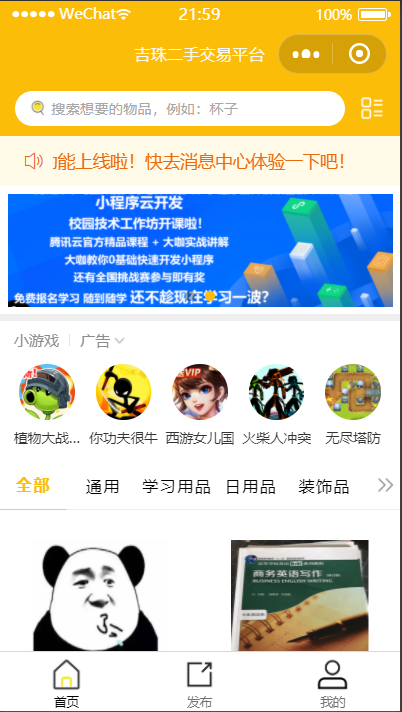 WeChat 21:59 100%
吉珠二手交易平台
搜索想要的物品，例如：杯子
能上线啦！快去消息中心体验一下吧！
小程序云开发
校园技术工作坊开课啦!
腾讯云官方精品课程 + 大咖实战讲解
大咖教你0基础快速开发小程序
还有全国挑战赛参与即有奖
免费报名学习 随到随学 还不趁现在学习一波？
小游戏 | 广告
植物大战... 你功夫很牛 西游女儿国 火柴人冲突 无尽塔防
全部 通用 学习用品 日用品 装饰品
商务英语写作
BUSINESS ENGLISH WRITING
首页 发布 我的